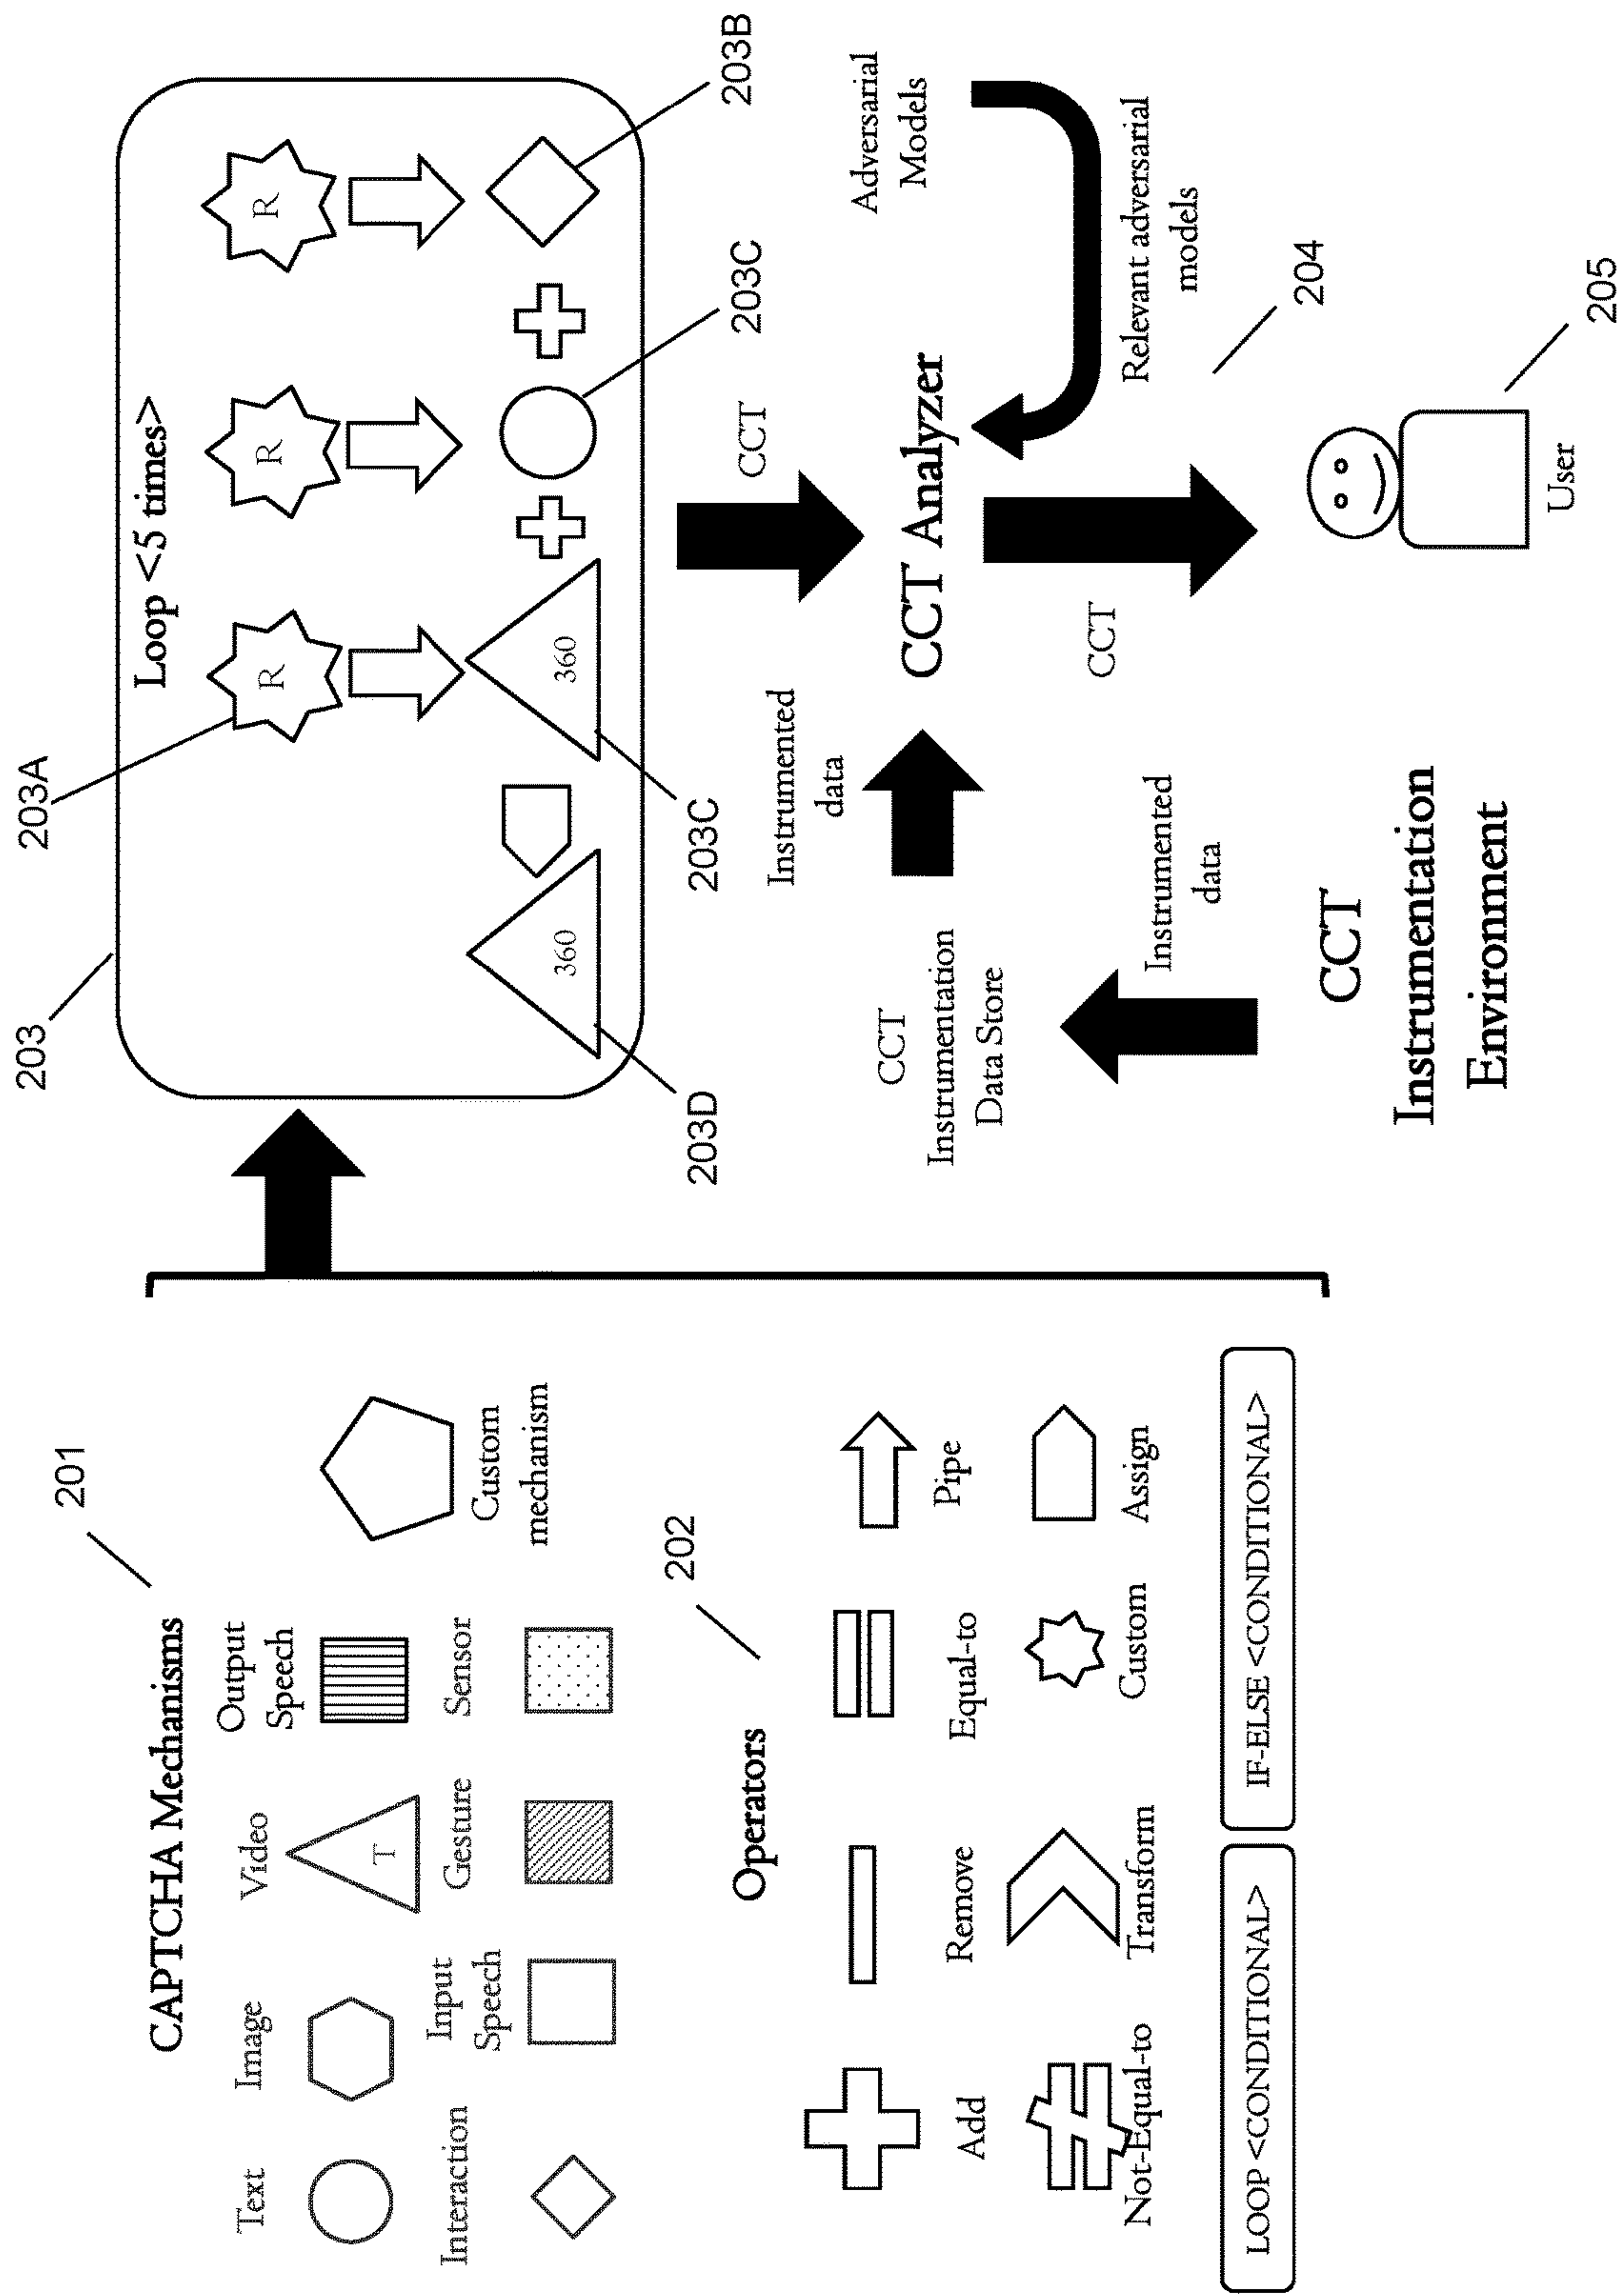 201
CAPTCHA Mechanisms
Text
Image
Video
Output
Speech
T
Custom
mechanism
Interaction
Input
Speech
Gesture
Sensor
202
Operators
Add
Remove
Equal-to
Pipe
Not-Equal-to
Transform
Custom
Assign
LOOP <CONDITIONAL>
IF-ELSE <CONDITIONAL>
203
203A
Loop <5 times>
R
R
R
360
360
203D
203C
203C
203B
CCT
Instrumented
data
CCT
Instrumentation
Data Store
CCT Analyzer
Adversarial
Models
Relevant adversarial
models
Instrumented
data
CCT
204
CCT
Instrumentation
Environment
User
205